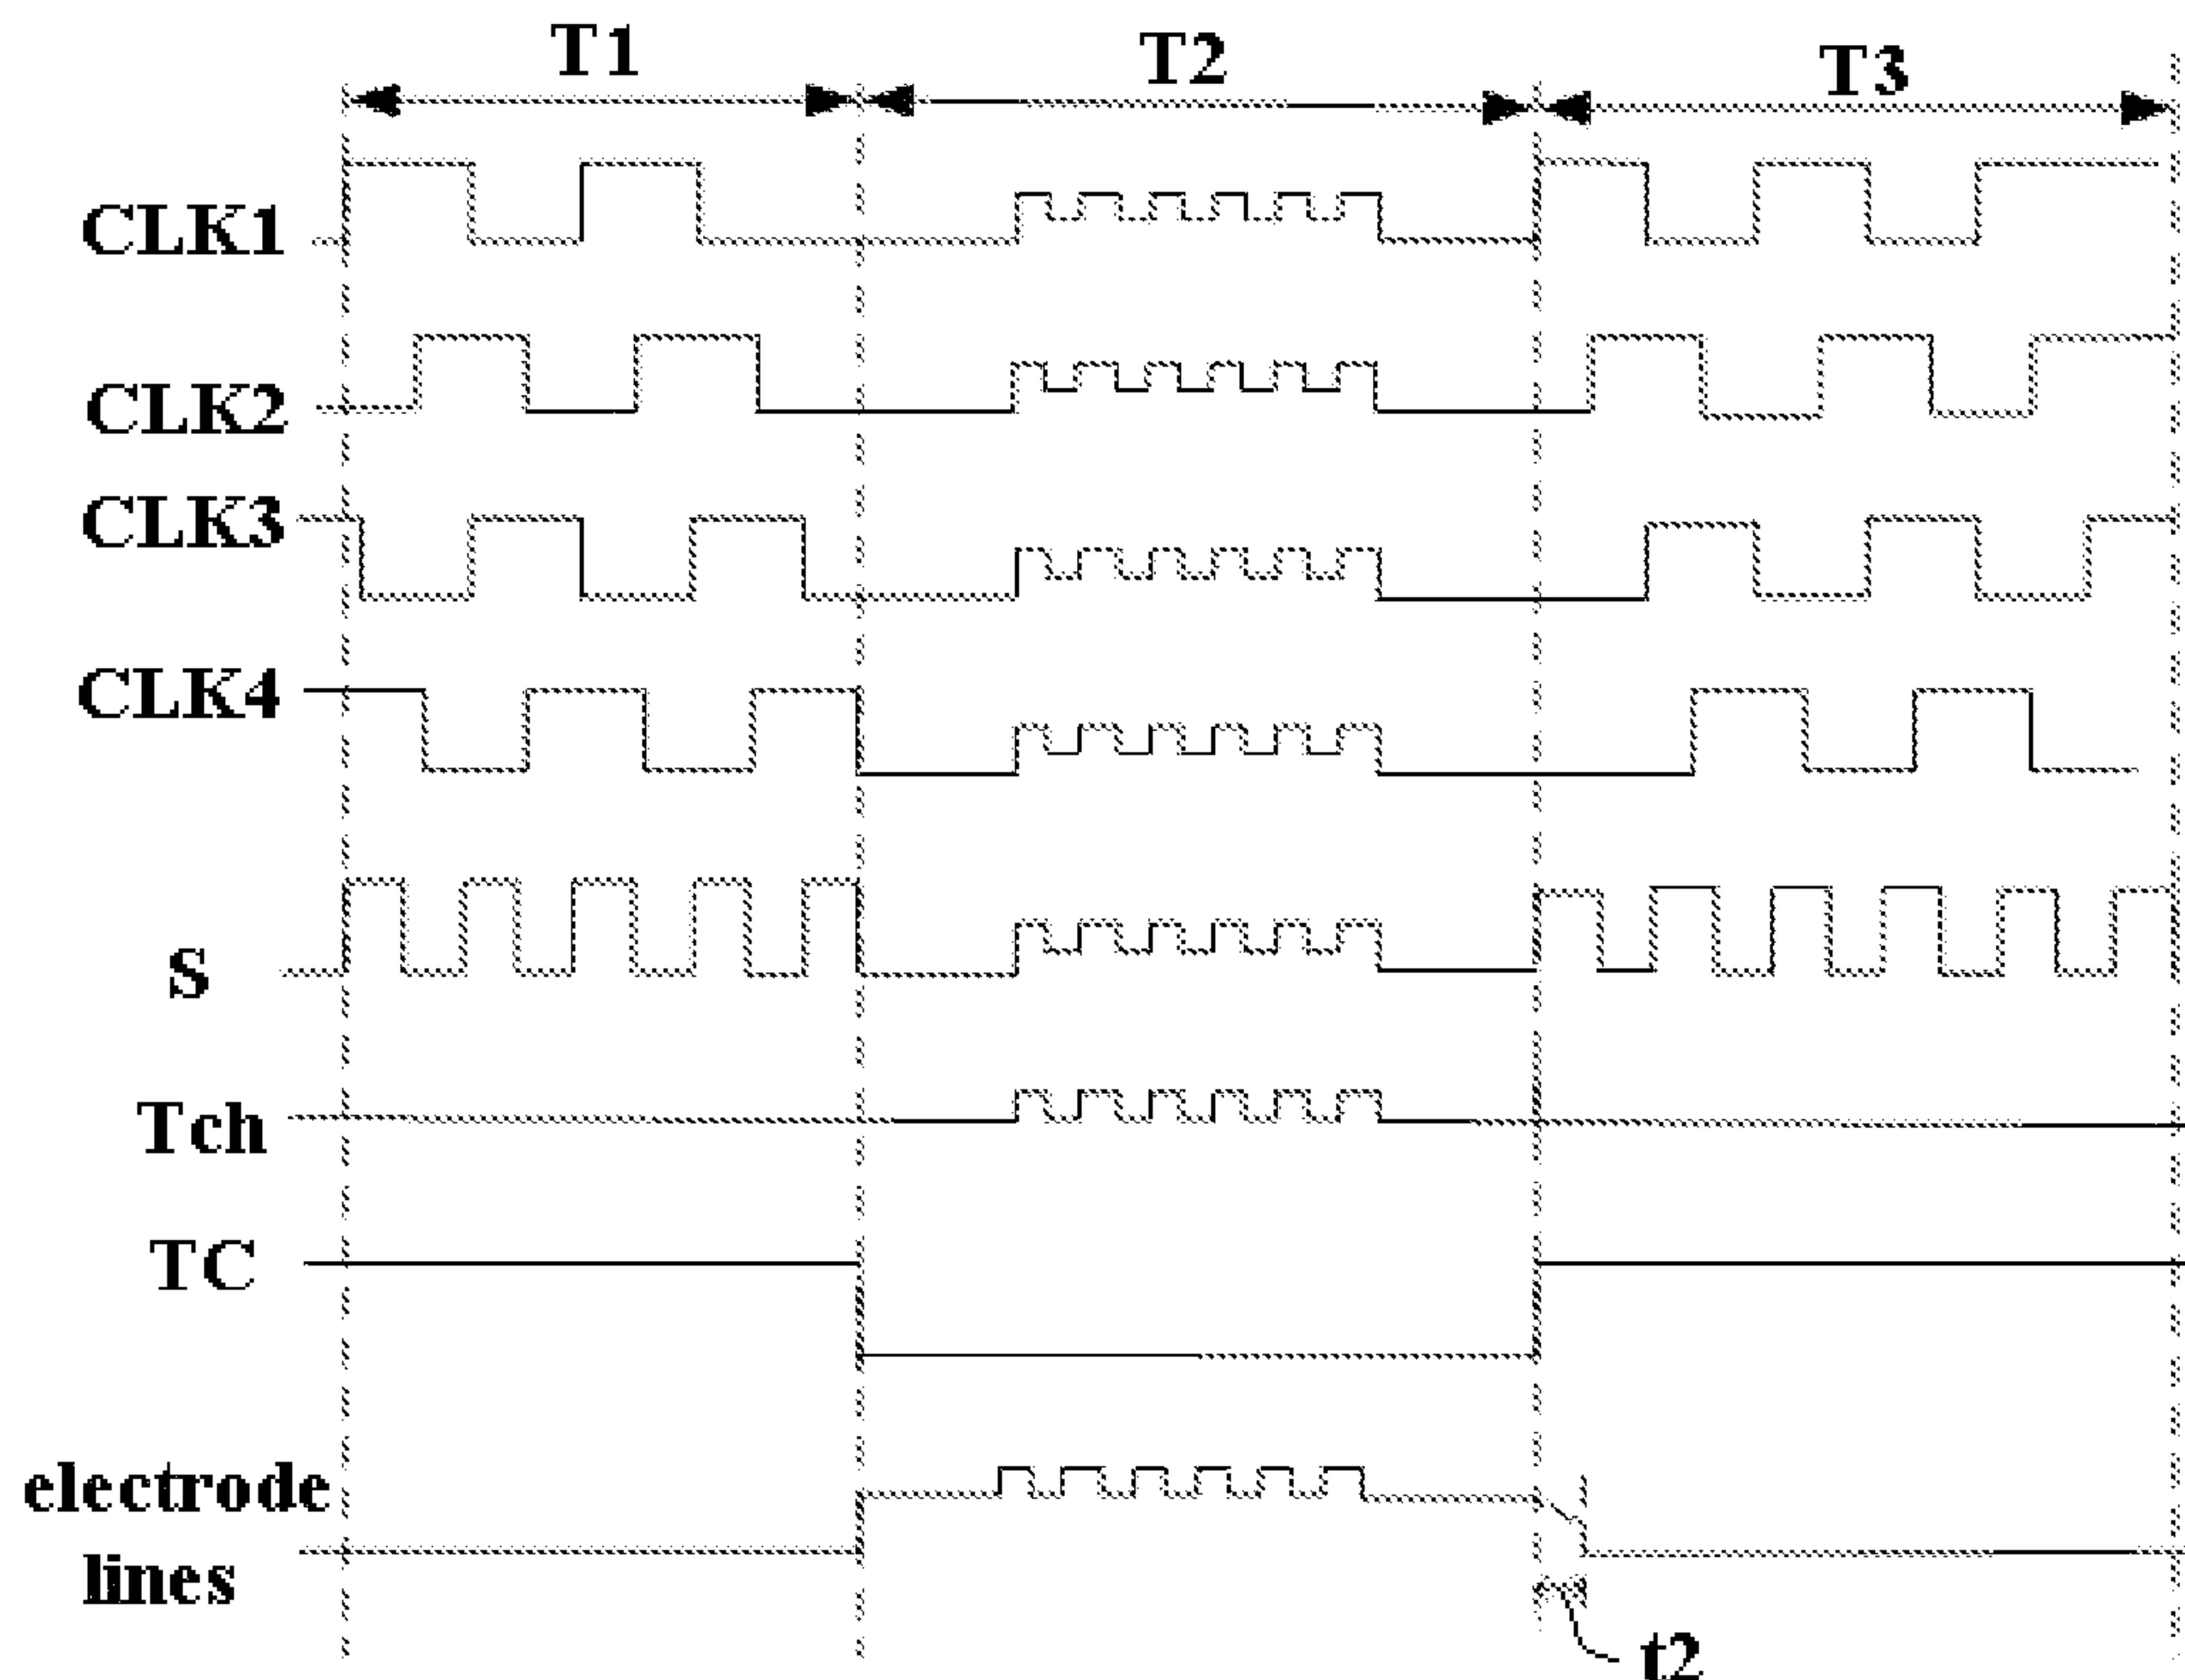 T1
T2
T3
CLK1
CLK2
CLK3
CLK4
S
Tch
TC
electrode
lines
t2